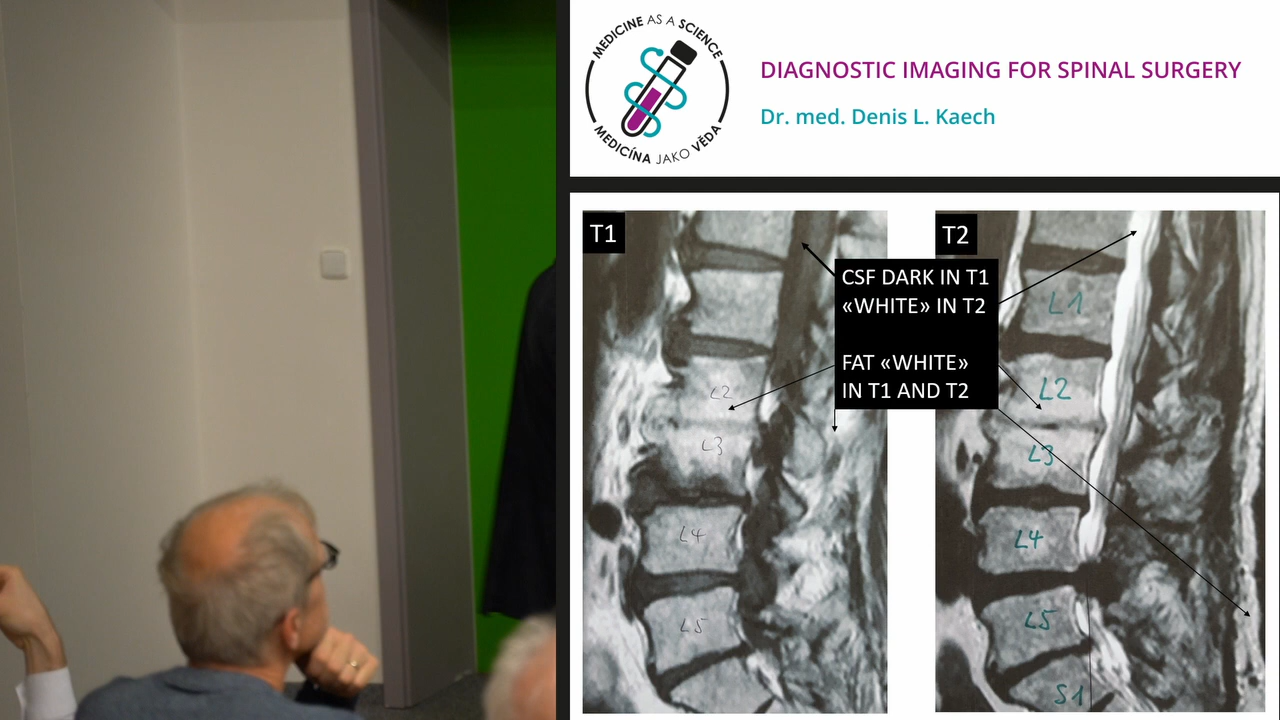 MEDICINE AS A SCIENCE
MEDICÍNA JAKO VĚDA
DIAGNOSTIC IMAGING FOR SPINAL SURGERY
Dr. med. Denis L. Kaech
T1
T2
CSF DARK IN T1
«WHITE» IN T2
FAT «WHITE»
IN T1 AND T2
L2
L3
L4
L5
L1
L2
L3
L4
L5
S1